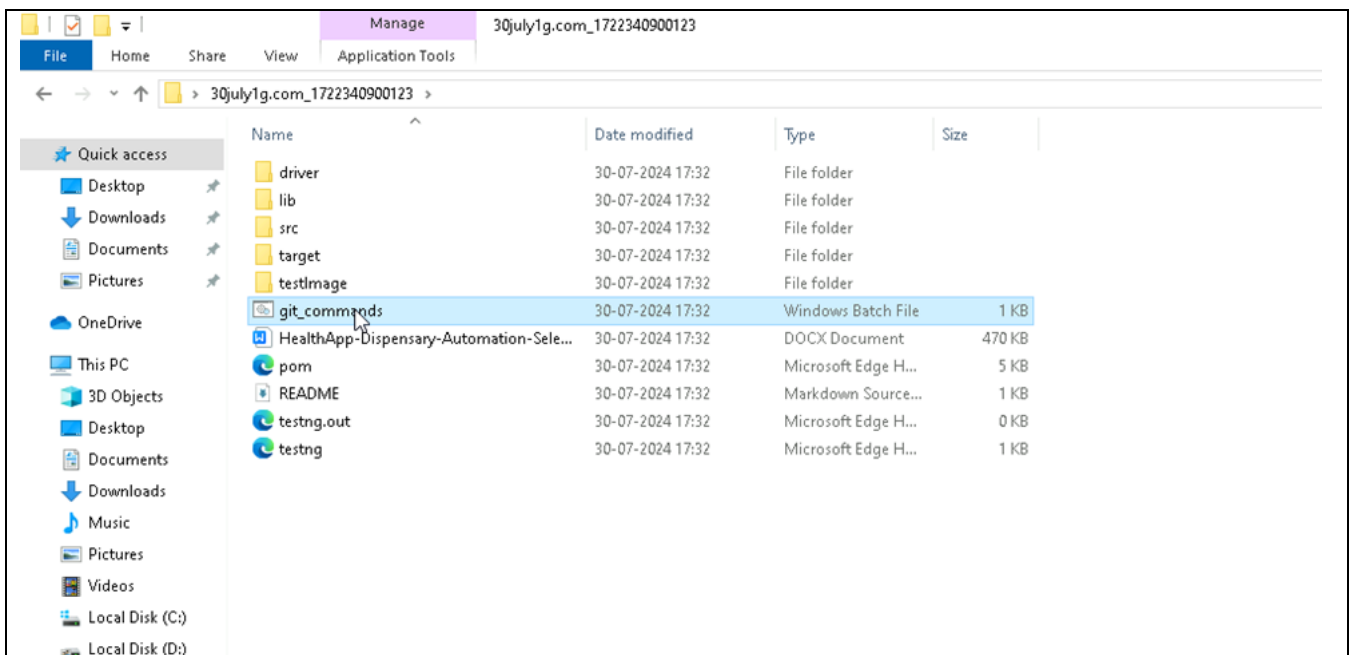 Manage 30july1g.com_1722340900123
File Home Share View Application Tools
30july1g.com_1722340900123
Name Date modified Type Size
Quick access
Desktop
Downloads
Documents
Pictures
OneDrive
This PC
3D Objects
Desktop
Documents
Downloads
Music
Pictures
Videos
Local Disk (C:)
Local Disk (D:)
driver 30-07-2024 17:32 File folder
lib 30-07-2024 17:32 File folder
src 30-07-2024 17:32 File folder
target 30-07-2024 17:32 File folder
testImage 30-07-2024 17:32 File folder
git_commands 30-07-2024 17:32 Windows Batch File 1 KB
HealthApp-Dispensary-Automation-Sele... 30-07-2024 17:32 DOCX Document 470 KB
pom 30-07-2024 17:32 Microsoft Edge H... 5 KB
README 30-07-2024 17:32 Markdown Source... 1 KB
testng.out 30-07-2024 17:32 Microsoft Edge H... 0 KB
testng 30-07-2024 17:32 Microsoft Edge H... 1 KB